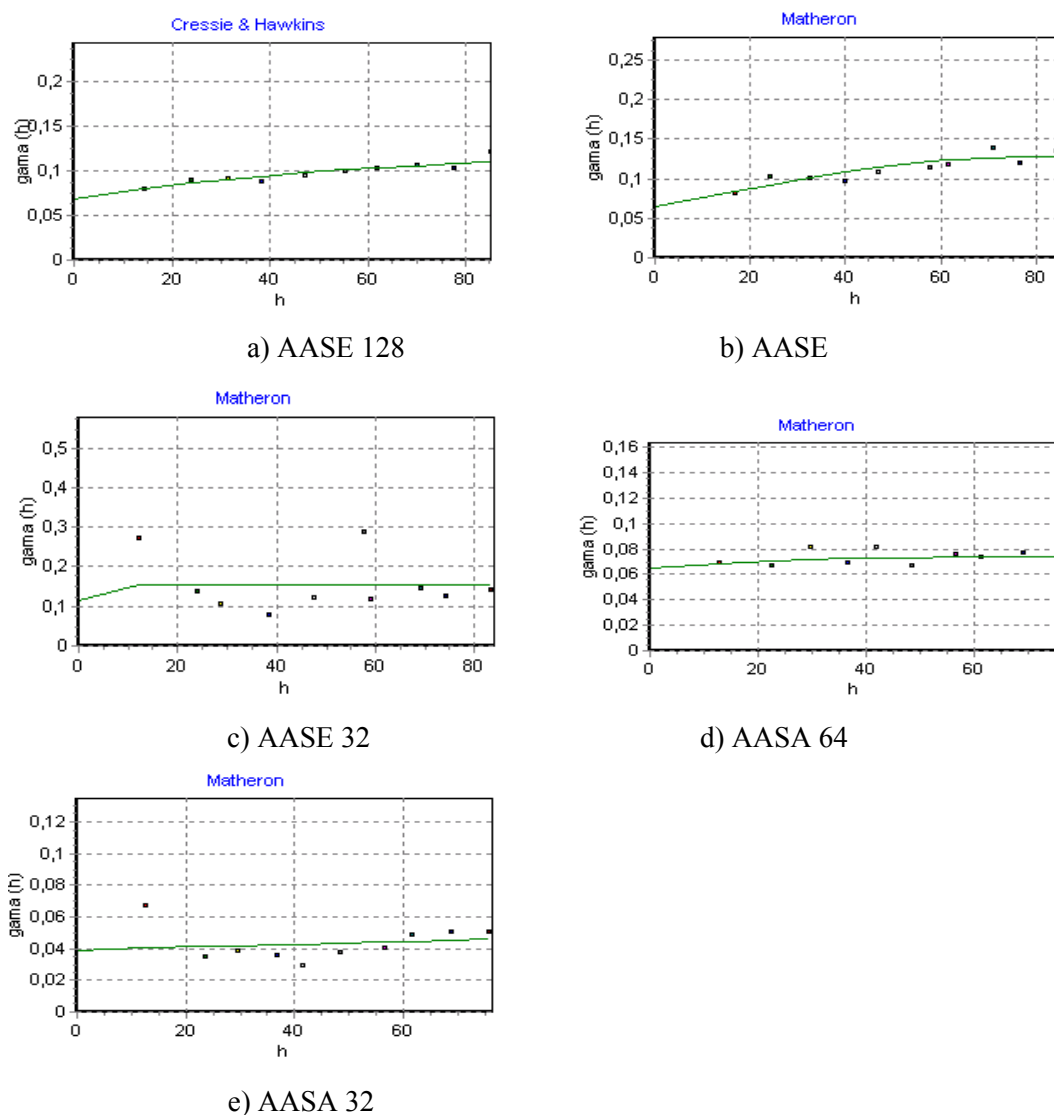 Cressie & Hawkins
gama (h)
0,2
0,15
0,1
0,05
0
0 20 40 60 80
h
a) AASE 128
Matheron
gama (h)
0,25
0,2
0,15
0,1
0,05
0
0 20 40 60 80
h
b) AASE
Matheron
gama (h)
0,5
0,4
0,3
0,2
0,1
0
0 20 40 60 80
h
c) AASE 32
Matheron
gama (h)
0,16
0,14
0,12
0,1
0,08
0,06
0,04
0,02
0
0 20 40 60
h
d) AASA 64
Matheron
gama (h)
0,12
0,1
0,08
0,06
0,04
0,02
0
0 20 40 60
h
e) AASA 32